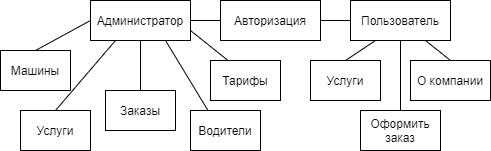 Администратор
Авторизация
Пользователь
Машины
Тарифы
Услуги
О компании
Услуги
Заказы
Водители
Оформить
заказ